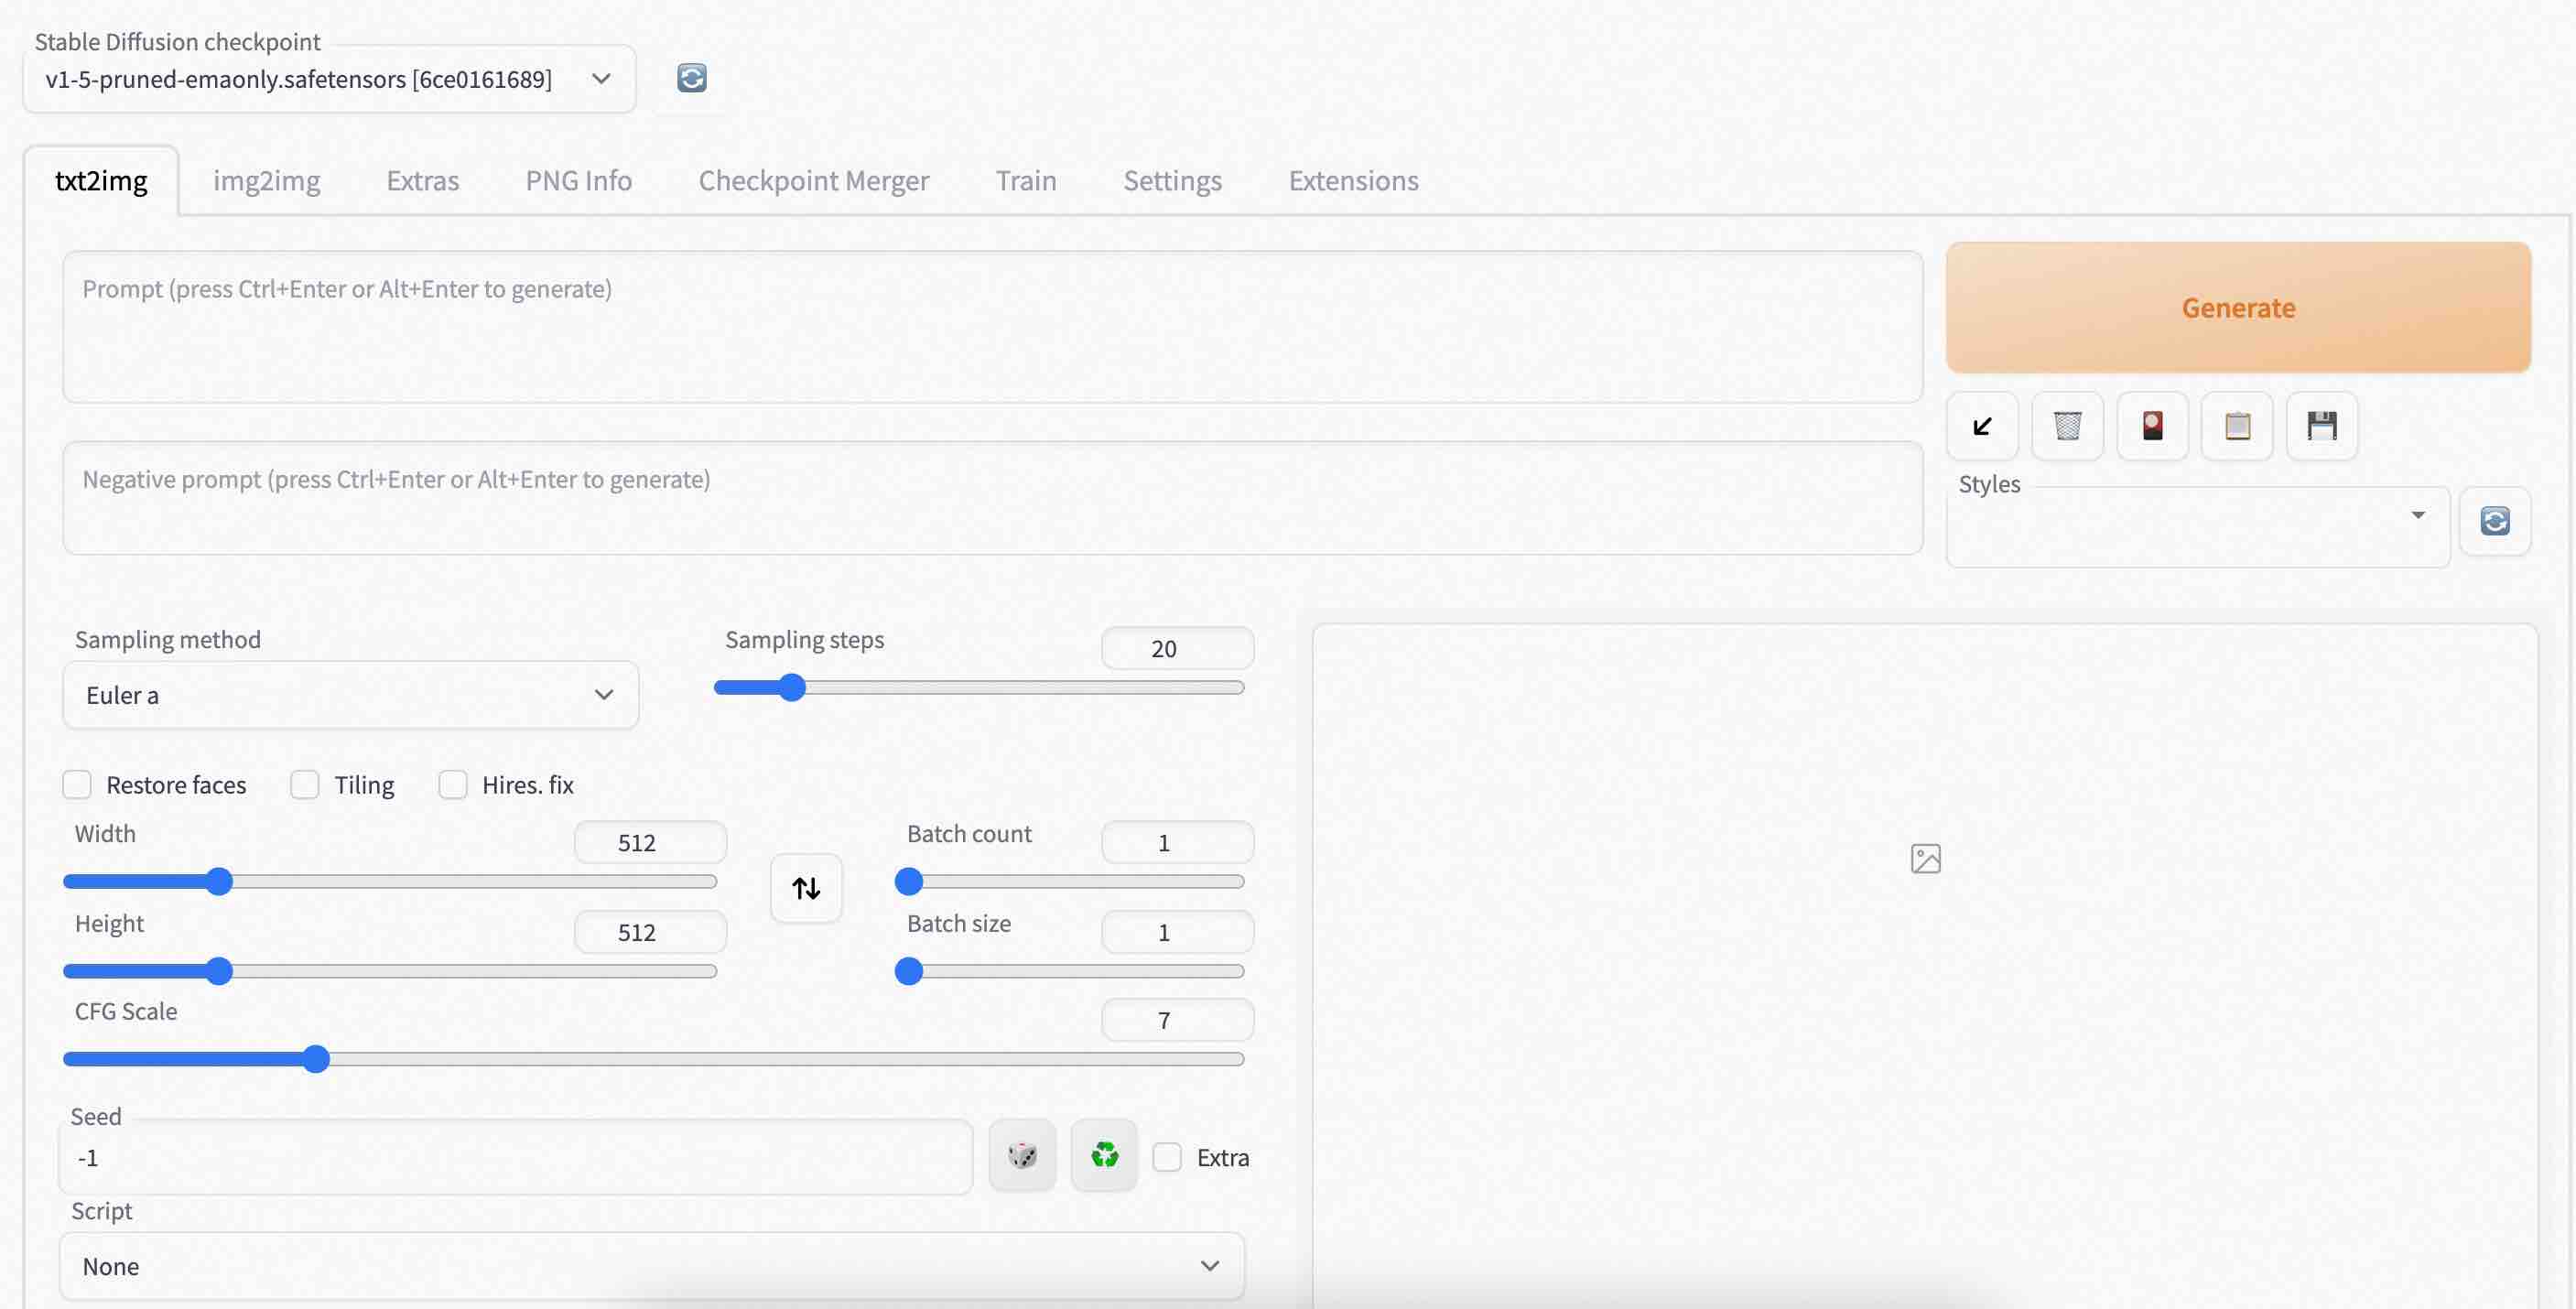 Stable Diffusion checkpoint
v1-5-pruned-emaonly.safetensors [6ce0161689]
txt2img img2img Extras PNG Info Checkpoint Merger Train Settings Extensions
Prompt (press Ctrl+Enter or Alt+Enter to generate)
Generate
Negative prompt (press Ctrl+Enter or Alt+Enter to generate)
Styles
Sampling method
Euler a
Sampling steps
20
Restore faces Tiling Hires. fix
Width
512
Batch count
1
Height
512
Batch size
1
CFG Scale
7
Seed
-1
Extra
Script
None